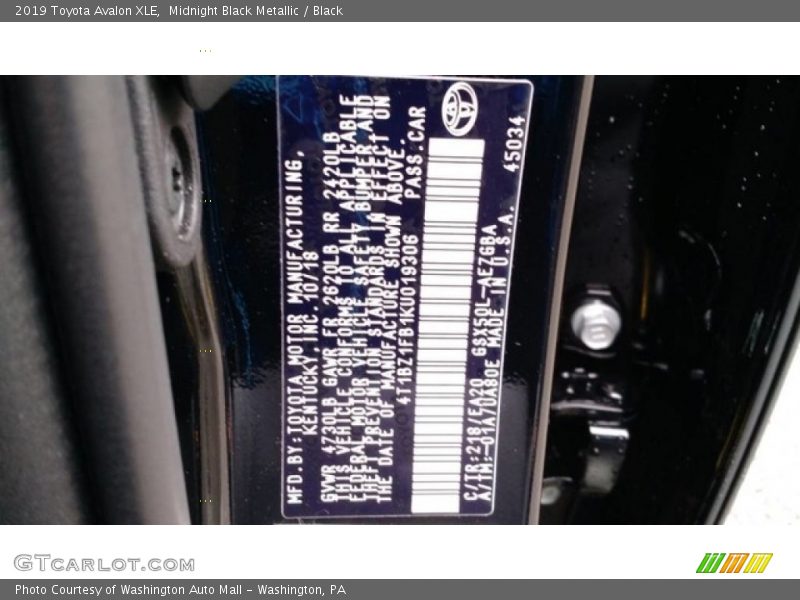 2019 Toyota Avalon XLE,  Midnight Black Metallic / Black
MFD.BY:TOYOTA MOTOR MANUFACTURING,
KENTUCKY,INC.10/18
GVWR 4730LB GAWR FR 2620LB RR 2420LB
THIS VEHICLE CONFORMS TO ALL APPLICABLE
FEDERAL MOTOR VEHICLE SAFETY, BUMPER AND
THEFT PREVENTION STANDARDS IN EFFECT ON
THE DATE OF MANUFACTURE SHOWN ABOVE.
4T1BZ1FB1KU019306 PASS.CAR
C/TR:218/EA20 GSX50L-AEZGBA
A/TM:-01A/UA80E MADE IN U.S.A. 45034
GTCARLOT.COM
Photo Courtesy of Washington Auto Mall - Washington, PA